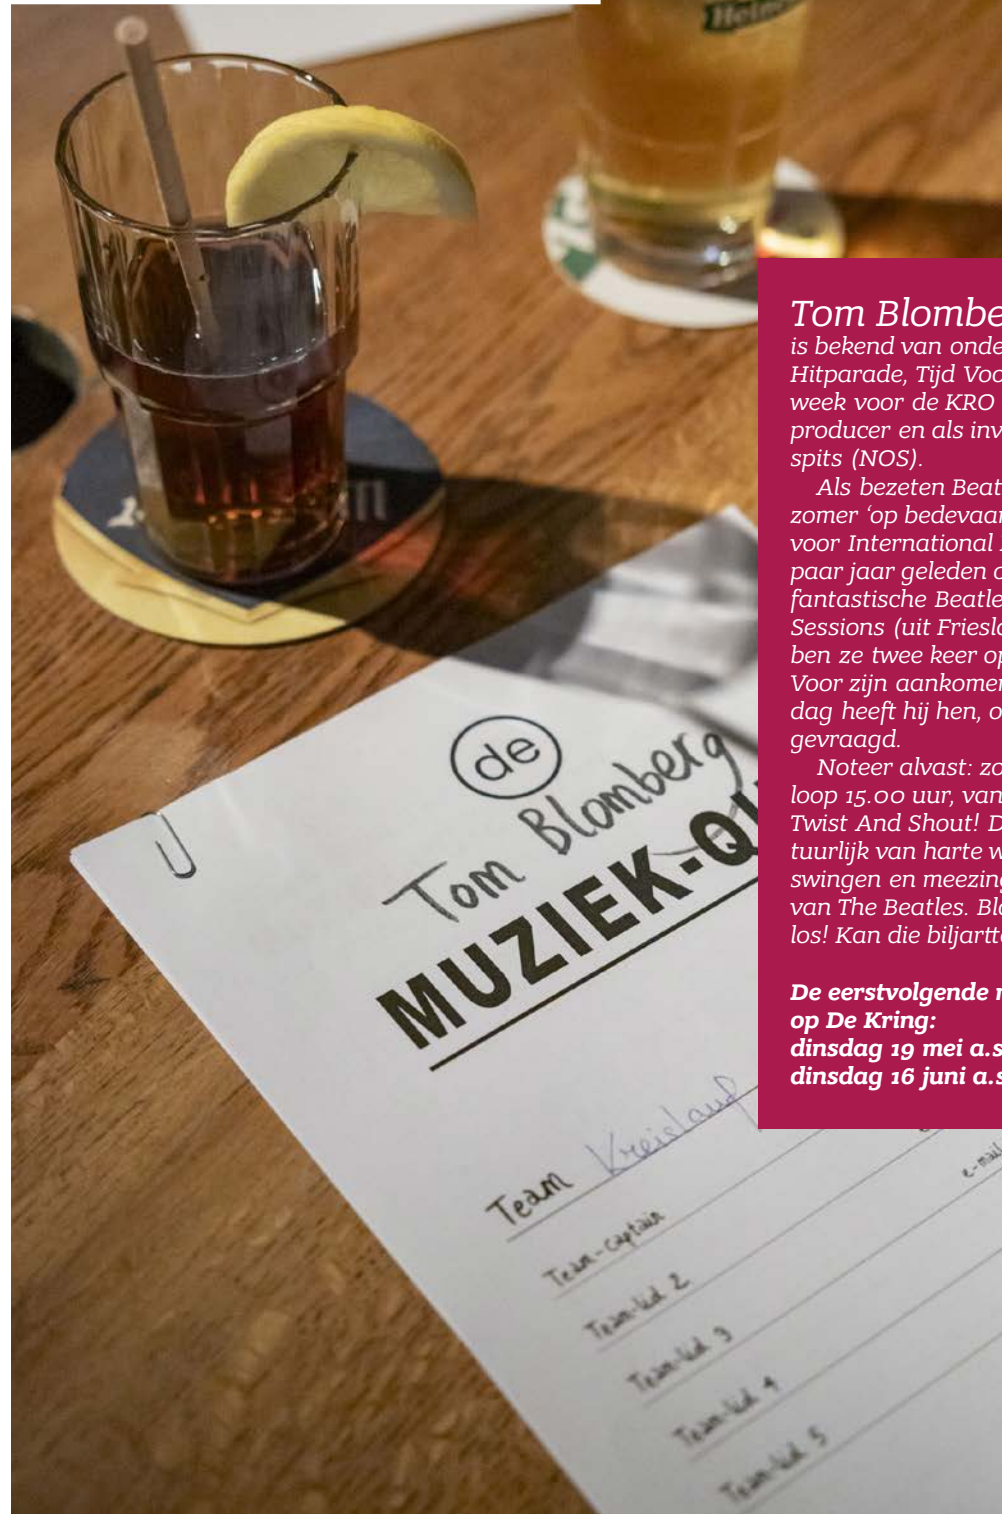 Heine
Tom Blombe
is bekend van onde
Hitparade, Tijd Voo
week voor de KRO
producer en als inv
spits (NOS).
Als bezeten Beat
zomer ‘op bedevaar
voor International
paar jaar geleden
fantastische Beatle
Sessions (uit Friesla
ben ze twee keer op
Voor zijn aankomen
dag heeft hij hen, o
gevraagd.
Noteer alvast: zo
loop 15.00 uur, van
Twist And Shout! D
tuurlijk van harte w
swingen en meezing
van The Beatles. Bla
los! Kan die biljartta
De eerstvolgende
op De Kring:
dinsdag 19 mei a.s
dinsdag 16 juni a.s
de
Tom Blomberg
MUZIEK-QU
Team Kreislauf
e-mail
Team-captain
Team-lid 2
Team-lid 3
Team-lid 4
Team-lid 5